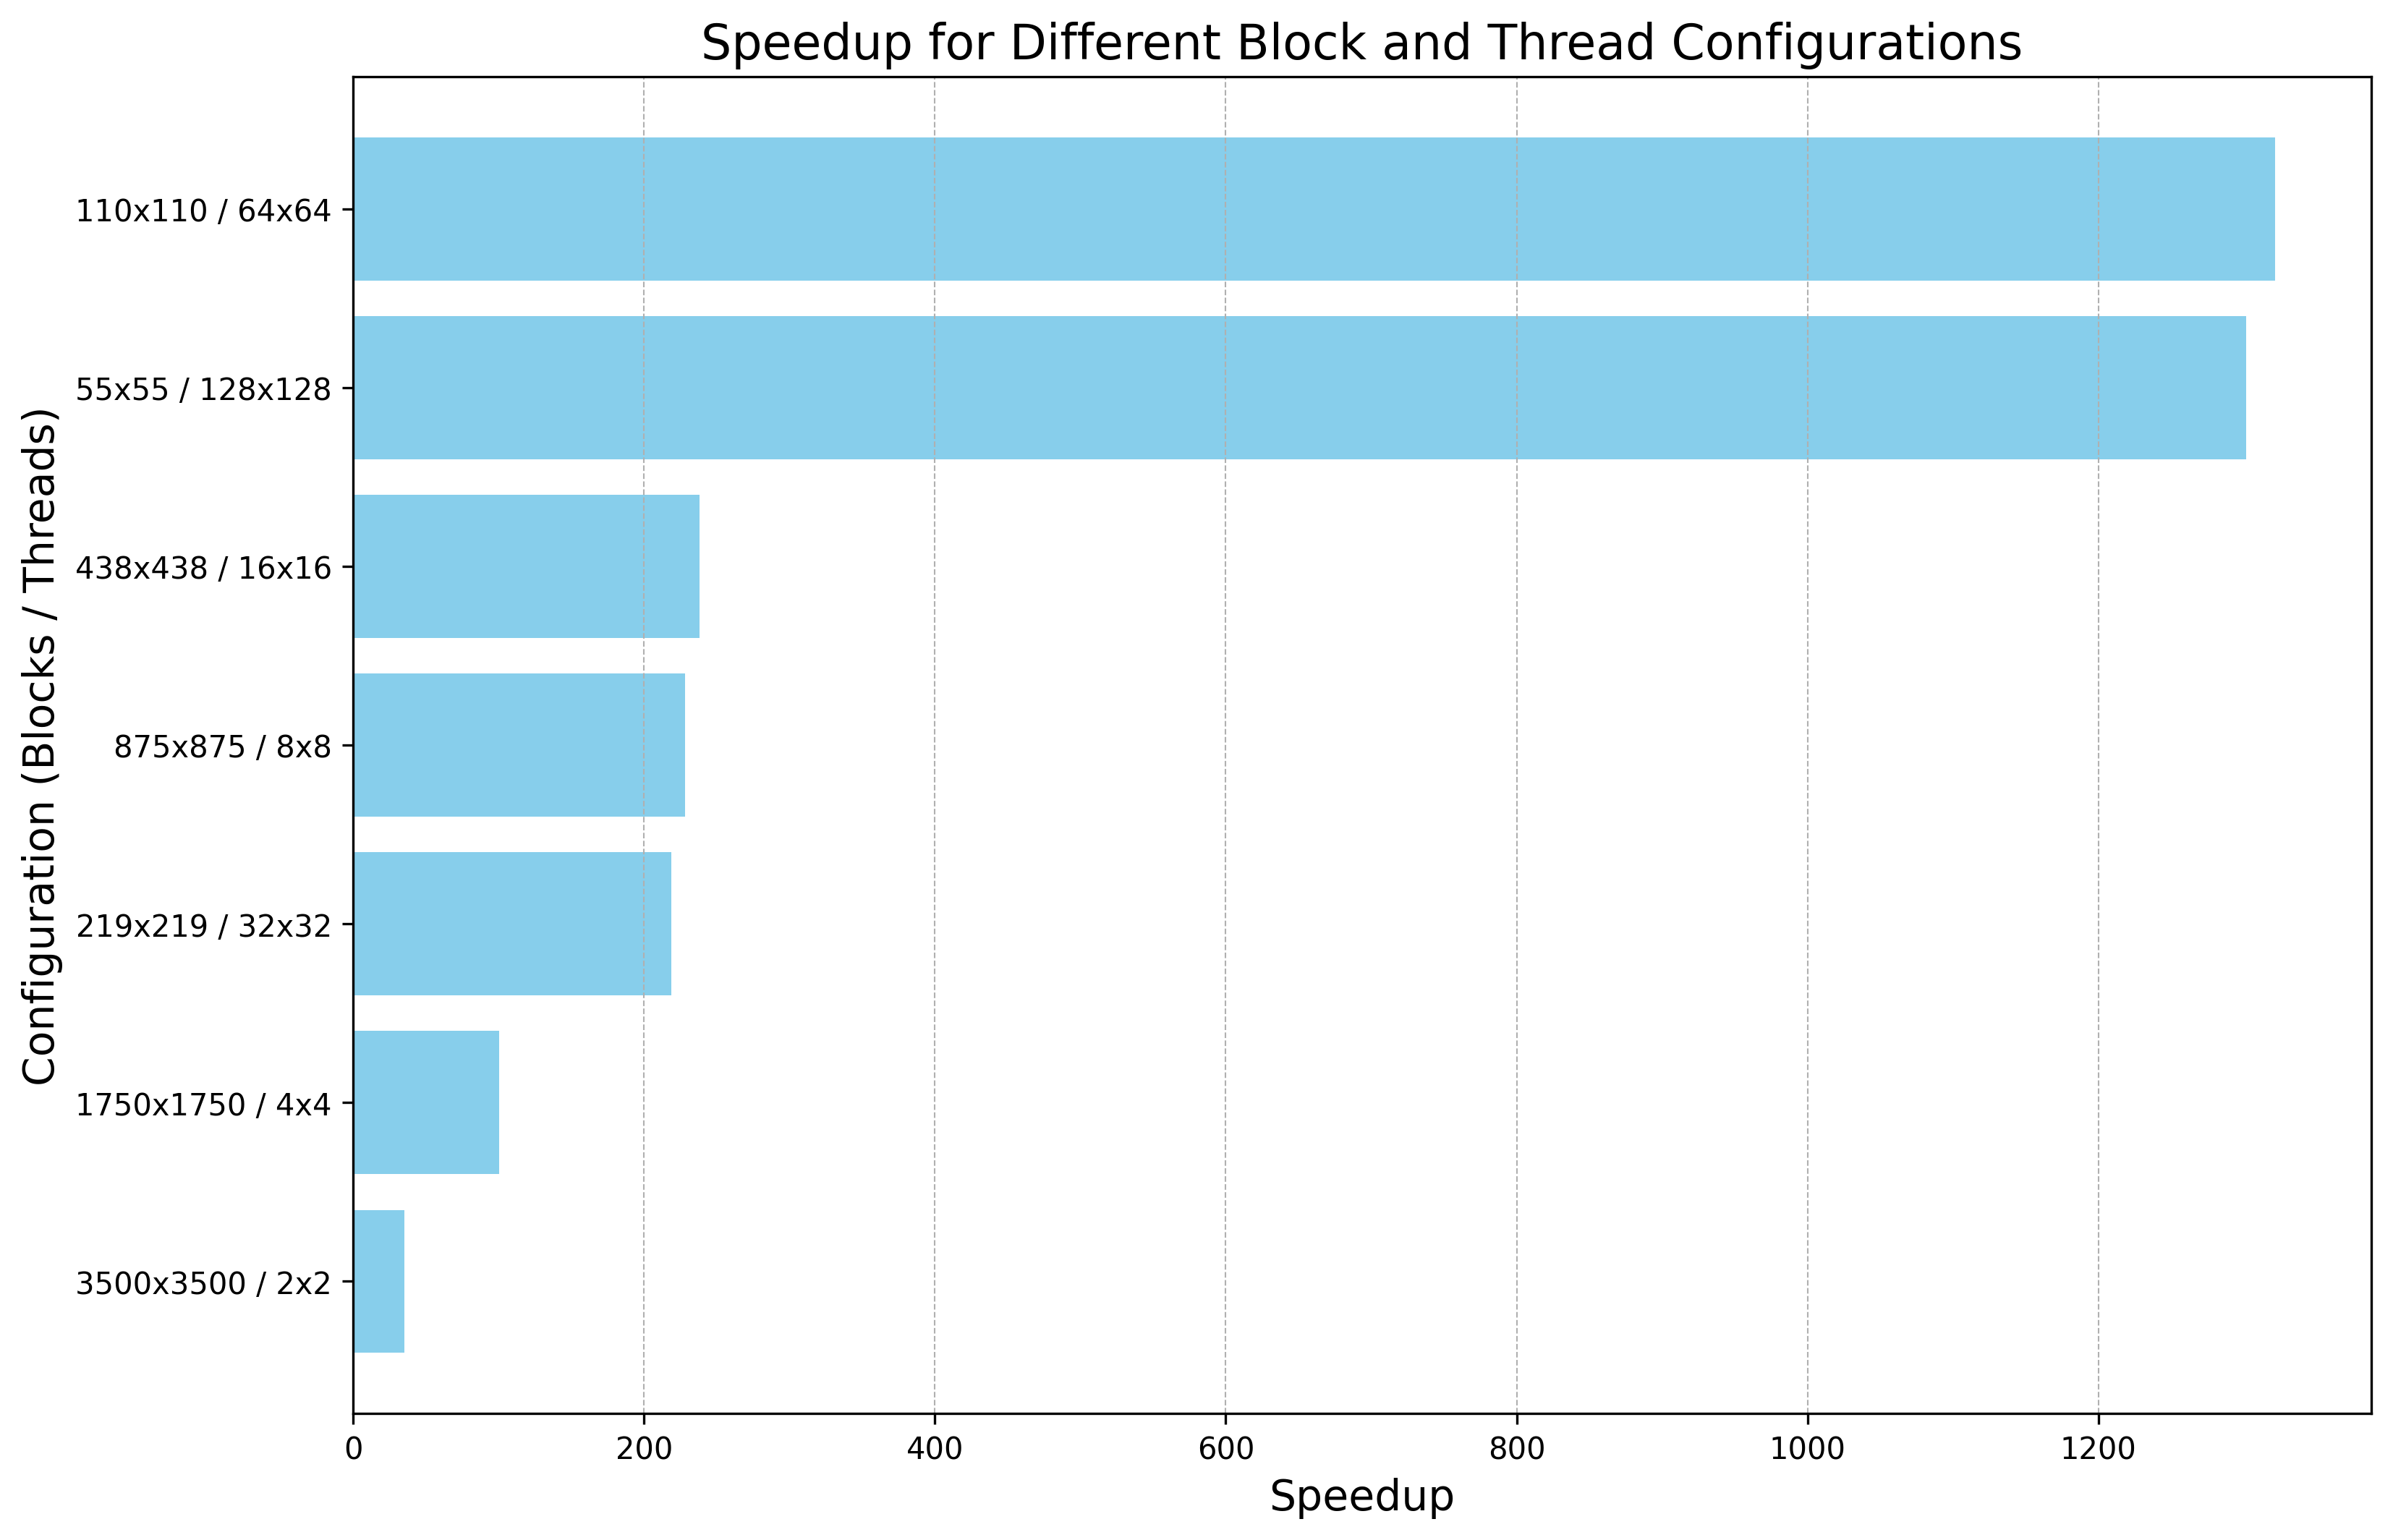 Speedup for Different Block and Thread Configurations
Configuration (Blocks / Threads)
110x110 / 64x64
55x55 / 128x128
438x438 / 16x16
875x875 / 8x8
219x219 / 32x32
1750x1750 / 4x4
3500x3500 / 2x2
0 200 400 600 800 1000 1200
Speedup